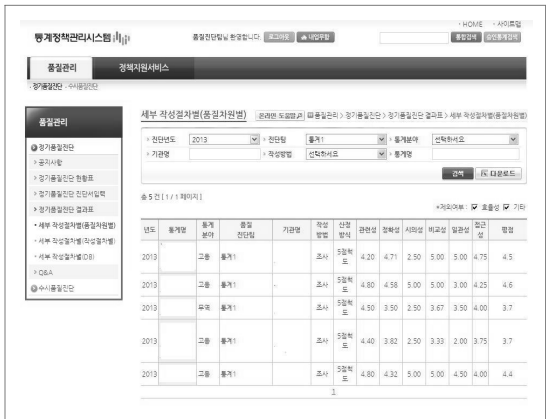 HOME · 사이트맵
통계정책관리시스템
품질진단팀님 환영합니다. 로그아웃 내업무함
통합검색 승인통계검색
품질관리 정책지원서비스
· 정기품질진단 · 수시품질진단
품질관리
정기품질진단
> 공지사항
> 정기품질진단 현황표
> 정기품질진단 진단서입력
> 정기품질진단 결과표
- 세부 작성절차별(품질차원별)
- 세부 작성절차별(작성절차별)
- 세부 작성절차별(DB)
> Q&A
수시품질진단
세부 작성절차별(품질차원별) 온라인 도움말 품질관리 > 정기품질진단 > 정기품질진단 결과표 > 세부 작성절차별(품질차원별)
진단년도 2013 진단팀 통계1 통계분야 선택하세요
기관명 작성방법 선택하세요 통계명
검색 다운로드
총 5 건 [ 1 / 1 페이지 ]
*제외여부 : 효율성 기타
년도 통계명 통계분야 품질진단팀 기관명 작성방법 산정방식 관련성 정확성 시의성 비교성 일관성 접근성 평점
2013 고용 통계1 조사 5점척도 4.20 4.71 2.50 5.00 5.00 4.75 4.5
2013 고용 통계1 조사 5점척도 4.80 4.58 5.00 5.00 3.00 4.25 4.6
2013 무역 통계1 조사 5점척도 4.50 3.50 2.50 3.67 3.50 4.00 3.7
2013 고용 통계1 조사 5점척도 4.40 3.82 2.50 3.33 2.00 3.75 3.7
2013 고용 통계1 조사 5점척도 4.80 4.32 5.00 5.00 4.50 4.00 4.4
1